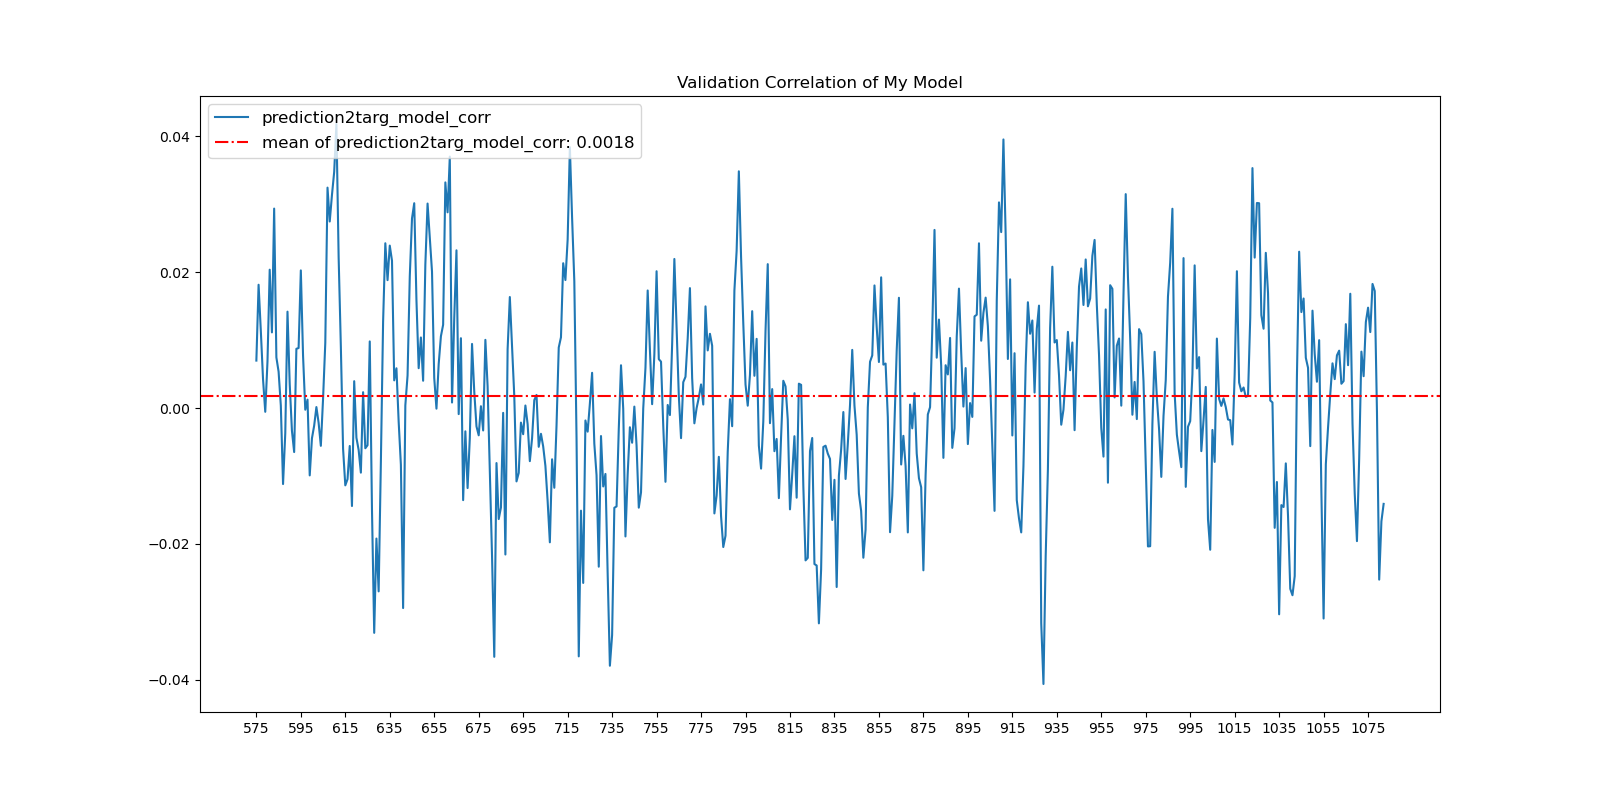 Validation Correlation of My Model
prediction2targ_model_corr
mean of prediction2targ_model_corr: 0.0018
0.04
0.02
0.00
−0.02
−0.04
575 595 615 635 655 675 695 715 735 755 775 795 815 835 855 875 895 915 935 955 975 995 1015 1035 1055 1075